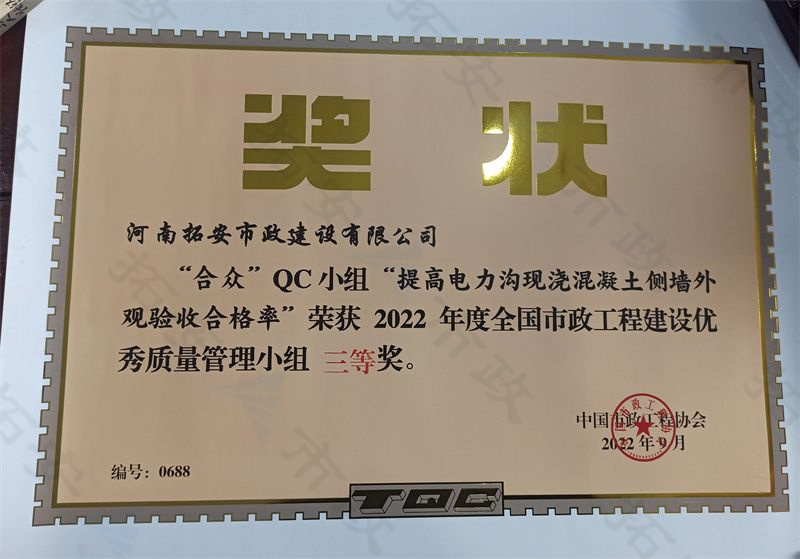 奖 状
河南拓安市政建设有限公司
“合众”QC小组“提高电力沟现浇混凝土侧墙外
观验收合格率”荣获 2022 年度全国市政工程建设优
秀质量管理小组 三等奖。
中国市政工程协会
2022年9月
编号：0688
TQC
拓安市政